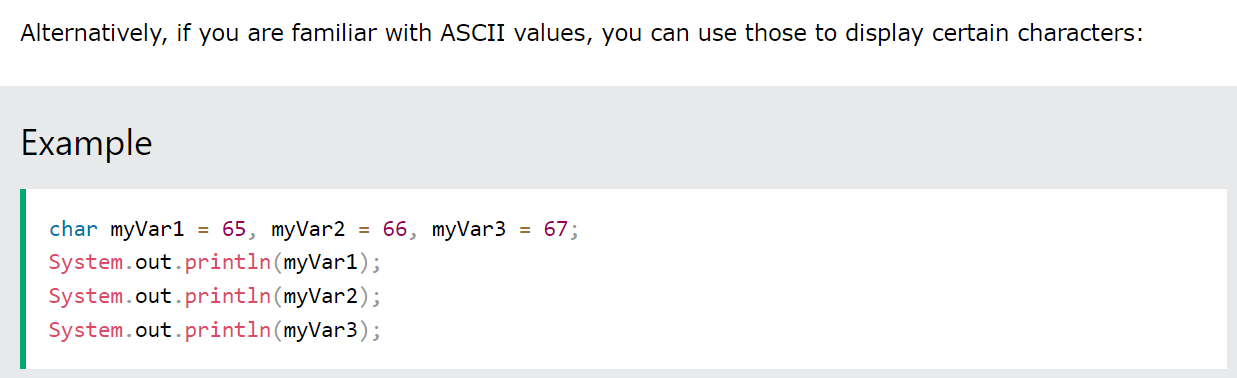 Alternatively, if you are familiar with ASCII values, you can use those to display certain characters:
Example
char myVar1 = 65, myVar2 = 66, myVar3 = 67;
System.out.println(myVar1);
System.out.println(myVar2);
System.out.println(myVar3);